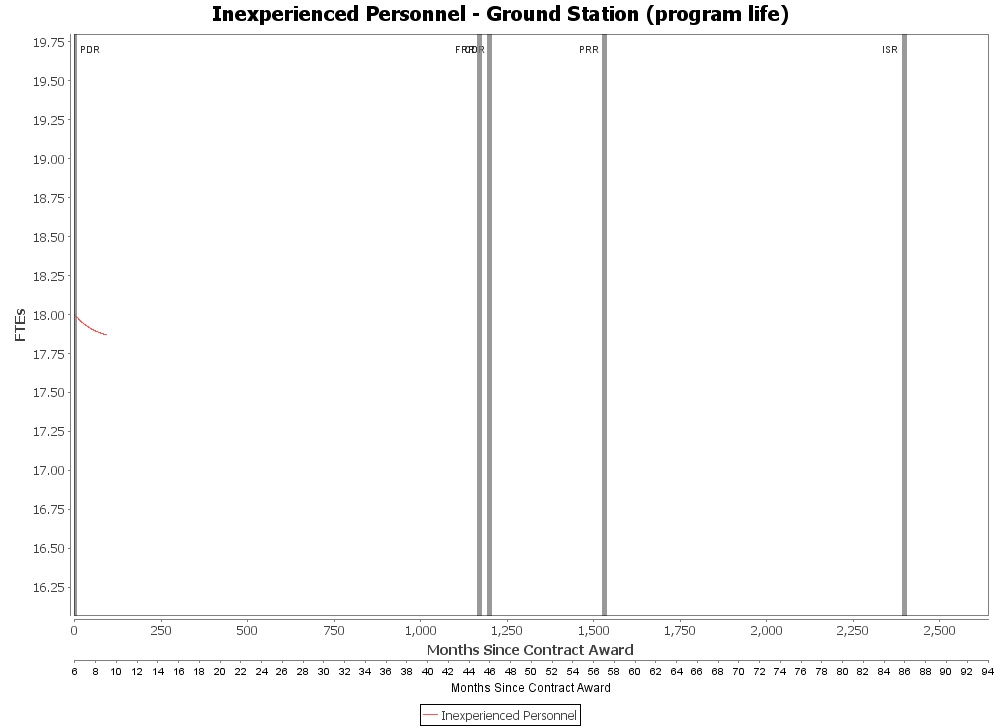 Inexperienced Personnel - Ground Station (program life)
19.75
PDR FRR CDR PRR ISR
19.50
19.25
19.00
18.75
18.50
18.25
18.00
17.75
17.50
17.25
17.00
16.75
16.50
16.25
FTEs
0 250 500 750 1,000 1,250 1,500 1,750 2,000 2,250 2,500
Months Since Contract Award
6 8 10 12 14 16 18 20 22 24 26 28 30 32 34 36 38 40 42 44 46 48 50 52 54 56 58 60 62 64 66 68 70 72 74 76 78 80 82 84 86 88 90 92 94
Months Since Contract Award
Inexperienced Personnel